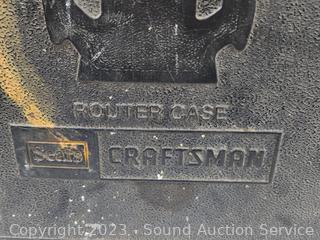 ROUTER CASE
Sears CRAFTSMAN
Copyright 2023, Sound Auction Service